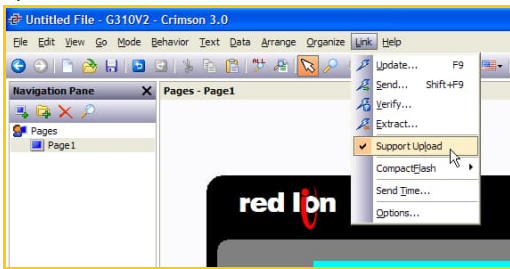 Untitled File - G310V2 - Crimson 3.0
File Edit View Go Mode Behavior Text Data Arrange Organize Link Help
Navigation Pane X
Pages - Page1
Pages
Page1
Update... F9
Send... Shift+F9
Verify...
Extract...
Support Upload
CompactFlash
Send Time...
Options...
red lion